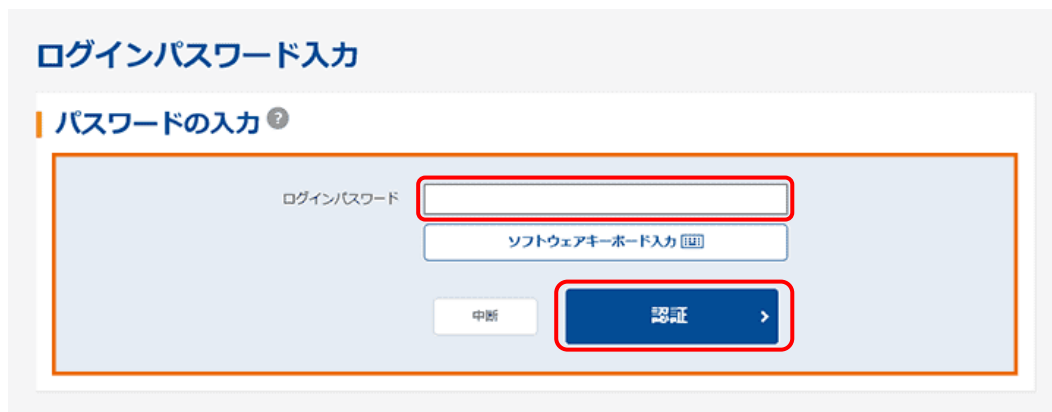 ログインパスワード入力
パスワードの入力 ?
ログインパスワード
ソフトウェアキーボード入力
中断
認証